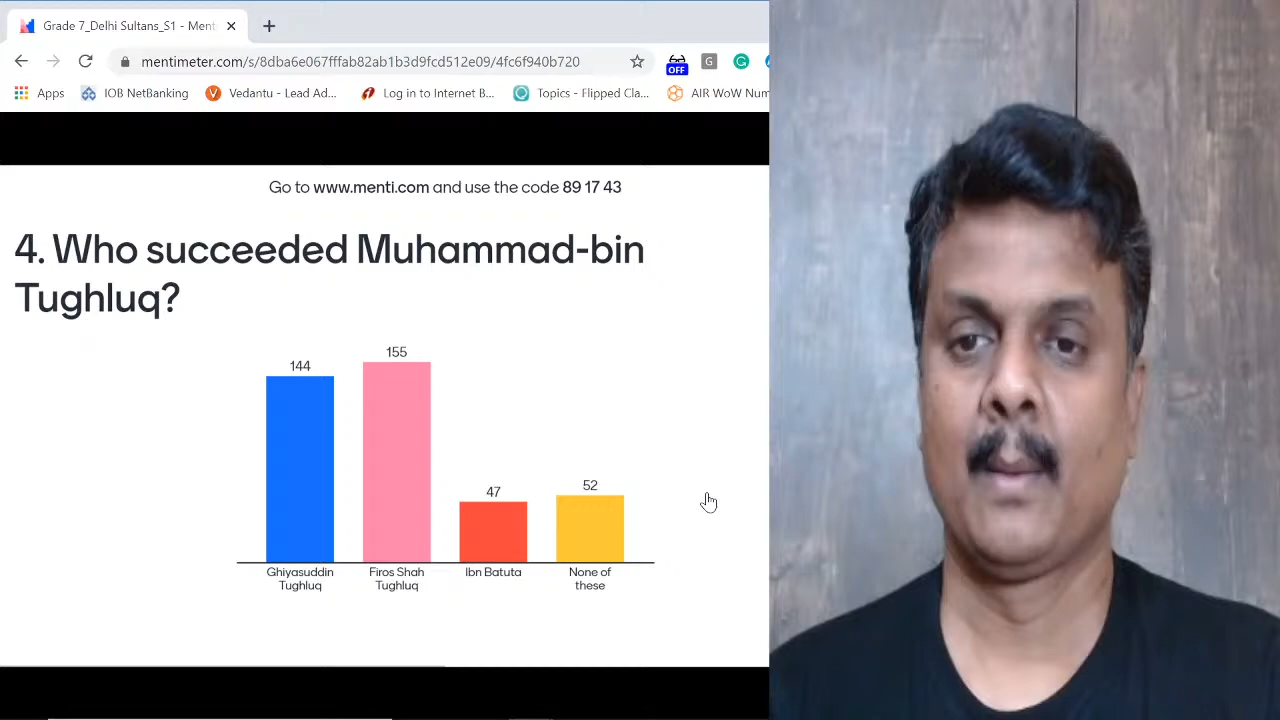 Grade 7_Delhi Sultans_S1 - Ment
mentimeter.com/s/8dba6e067fffab82ab1b3d9fcd512e09/4fc6f940b720
OFF
G
Apps
IOB NetBanking
Vedantu - Lead Ad...
Log in to Internet B...
Topics - Flipped Cla...
AIR WoW Num
Go to www.menti.com and use the code 89 17 43
4. Who succeeded Muhammad-bin
Tughluq?
144
155
47
52
Ghiyasuddin
Tughluq
Firos Shah
Tughluq
Ibn Batuta
None of
these